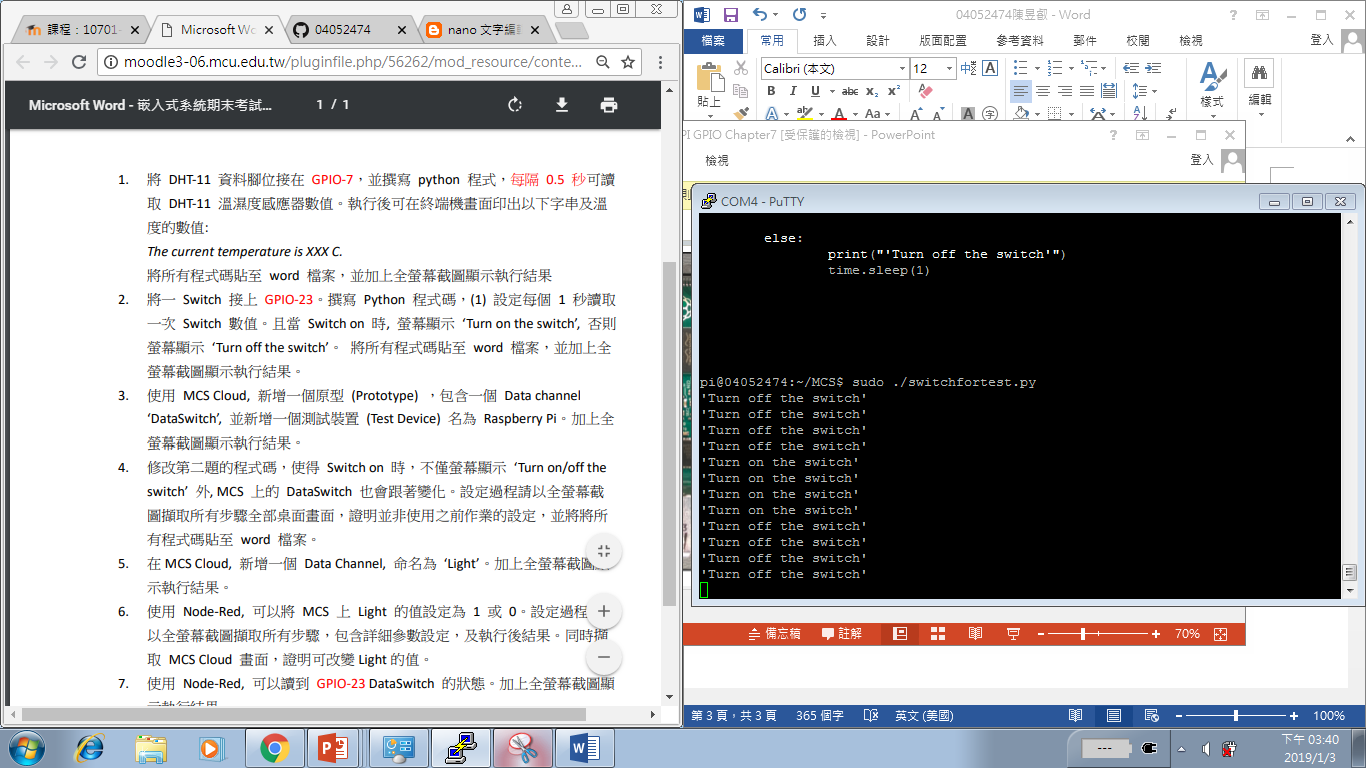 課程：10701-
Microsoft Wo
04052474
nano 文字編輯
moodle3-06.mcu.edu.tw/pluginfile.php/56262/mod_resource/conte...
Microsoft Word - 嵌入式系統期末考試...
1 / 1
1. 將 DHT-11 資料腳位接在 GPIO-7，並撰寫 python 程式，每隔 0.5 秒可讀
取 DHT-11 溫濕度感應器數值。執行後可在終端機畫面印出以下字串及溫
度的數值:
The current temperature is XXX C.
將所有程式碼貼至 word 檔案，並加上全螢幕截圖顯示執行結果
2. 將一 Switch 接上 GPIO-23。撰寫 Python 程式碼，(1) 設定每個 1 秒讀取
一次 Switch 數值。且當 Switch on 時, 螢幕顯示 ‘Turn on the switch’, 否則
螢幕顯示 ‘Turn off the switch’。 將所有程式碼貼至 word 檔案，並加上全
螢幕截圖顯示執行結果。
3. 使用 MCS Cloud, 新增一個原型 (Prototype) ，包含一個 Data channel
‘DataSwitch’, 並新增一個測試裝置 (Test Device) 名為 Raspberry Pi。加上全
螢幕截圖顯示執行結果。
4. 修改第二題的程式碼，使得 Switch on 時，不僅螢幕顯示 ‘Turn on/off the
switch’ 外, MCS 上的 DataSwitch 也會跟著變化。設定過程請以全螢幕截
圖擷取所有步驟全部桌面畫面，證明並非使用之前作業的設定，並將將所
有程式碼貼至 word 檔案。
5. 在 MCS Cloud, 新增一個 Data Channel, 命名為 ‘Light’。加上全螢幕截圖
示執行結果。
6. 使用 Node-Red, 可以將 MCS 上 Light 的值設定為 1 或 0。設定過程
以全螢幕截圖擷取所有步驟，包含詳細參數設定，及執行後結果。同時擷
取 MCS Cloud 畫面，證明可改變 Light 的值。
7. 使用 Node-Red, 可以讀到 GPIO-23 DataSwitch 的狀態。加上全螢幕截圖顯
示執行結果
04052474陳昱叡 - Word
檔案 常用 插入 設計 版面配置 參考資料 郵件 校閱 檢視 登入
Calibri (本文) 12
貼上
樣式
編輯
PI GPIO Chapter7 [受保護的檢視] - PowerPoint
檢視 登入
COM4 - PuTTY
else:
print("'Turn off the switch'")
time.sleep(1)
pi@04052474:~/MCS$ sudo ./switchfortest.py
'Turn off the switch'
'Turn off the switch'
'Turn off the switch'
'Turn off the switch'
'Turn on the switch'
'Turn on the switch'
'Turn on the switch'
'Turn on the switch'
'Turn off the switch'
'Turn off the switch'
'Turn off the switch'
'Turn off the switch'
備忘稿 註解 70%
第 3 頁，共 3 頁 365 個字 英文 (美國) 100%
下午 03:40
2019/1/3